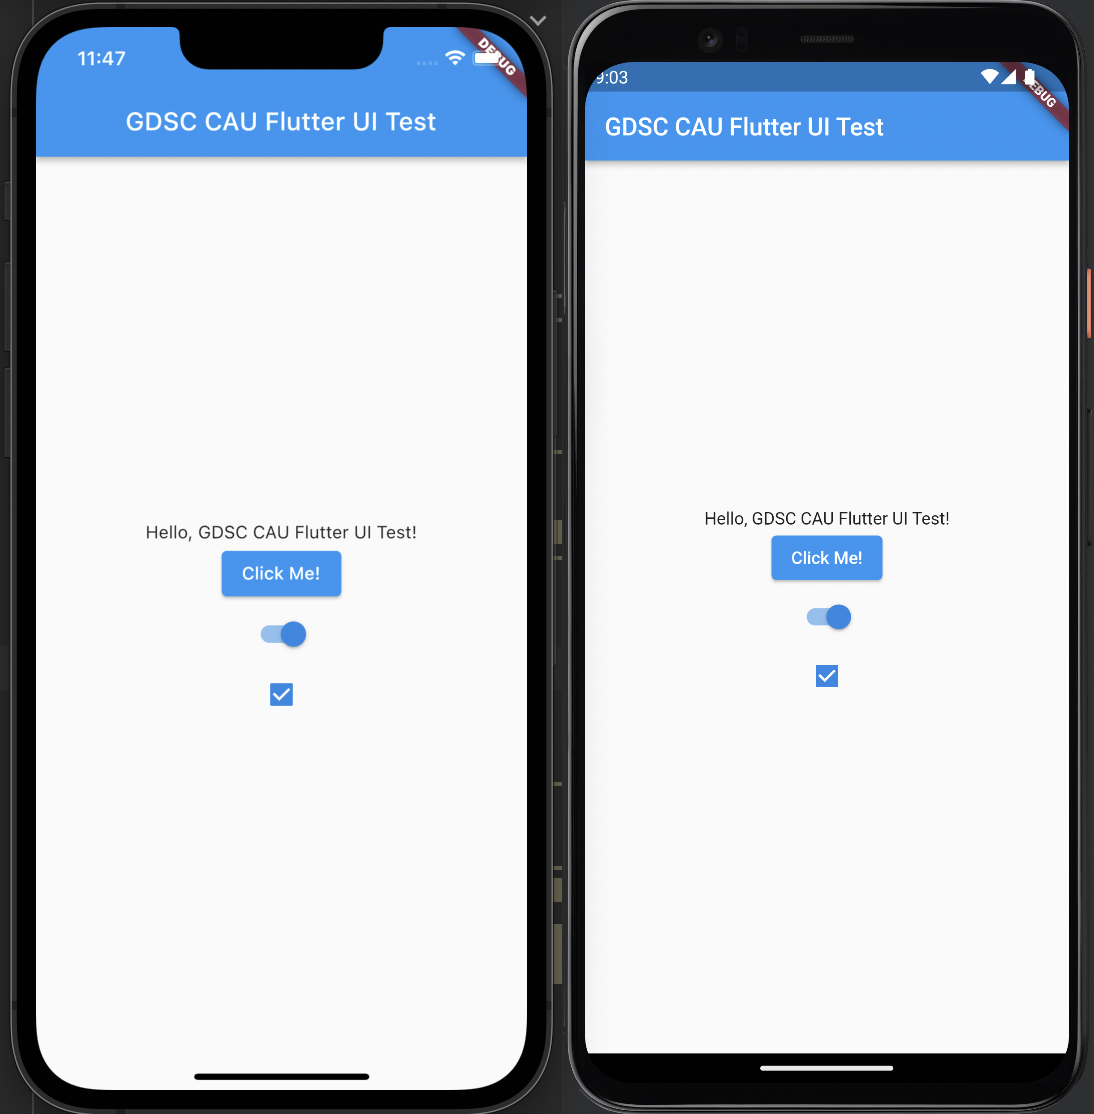 11:47
DEBUG
GDSC CAU Flutter UI Test
Hello, GDSC CAU Flutter UI Test!
Click Me!
9:03
DEBUG
GDSC CAU Flutter UI Test
Hello, GDSC CAU Flutter UI Test!
Click Me!